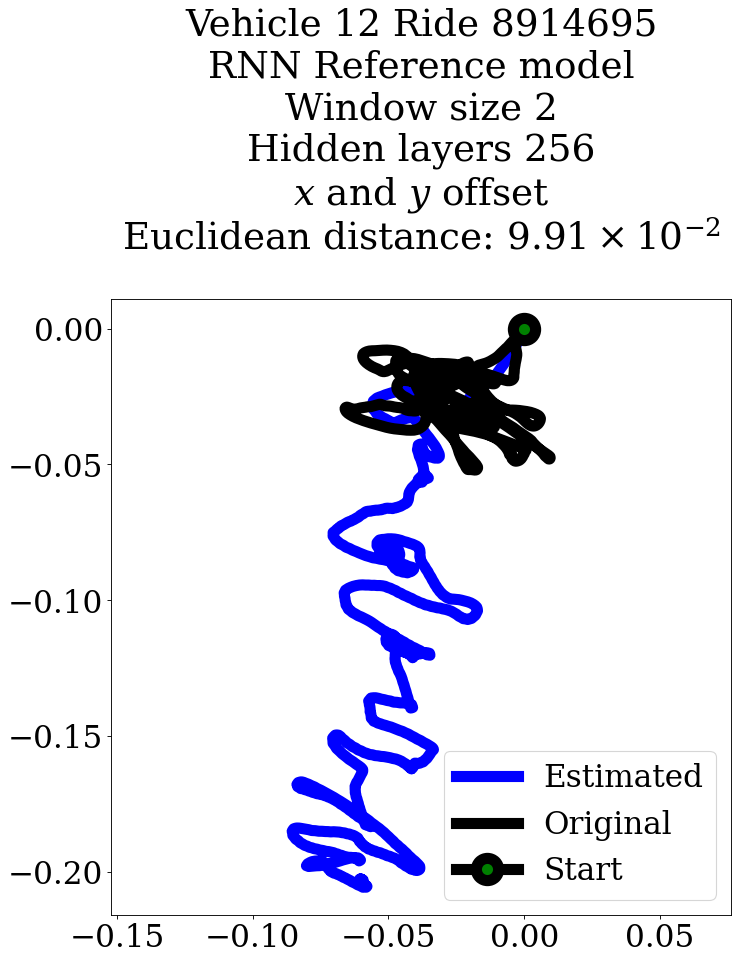 Vehicle 12 Ride 8914695
RNN Reference model
Window size 2
Hidden layers 256
x and y offset
Euclidean distance: 9.91 × 10⁻²
0.00
−0.05
−0.10
−0.15
−0.20
−0.15
−0.10
−0.05
0.00
0.05
Estimated
Original
Start